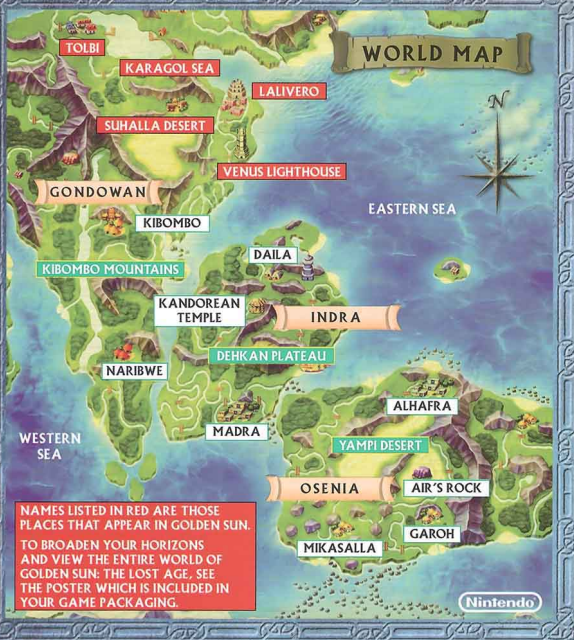 WORLD MAP
TOLBI
KARAGOL SEA
LALIVERO
N
SUHALLA DESERT
VENUS LIGHTHOUSE
GONDOWAN
EASTERN SEA
KIBOMBO
DAILA
KIBOMBO MOUNTAINS
KANDOREAN
TEMPLE
INDRA
DEHKAN PLATEAU
NARIBWE
ALHAFRA
MADRA
WESTERN
SEA
YAMPI DESERT
OSENIA
AIR'S ROCK
GAROH
MIKASALLA
NAMES LISTED IN RED ARE THOSE
PLACES THAT APPEAR IN GOLDEN SUN.
TO BROADEN YOUR HORIZONS
AND VIEW THE ENTIRE WORLD OF
GOLDEN SUN: THE LOST AGE, SEE
THE POSTER WHICH IS INCLUDED IN
YOUR GAME PACKAGING.
Nintendo